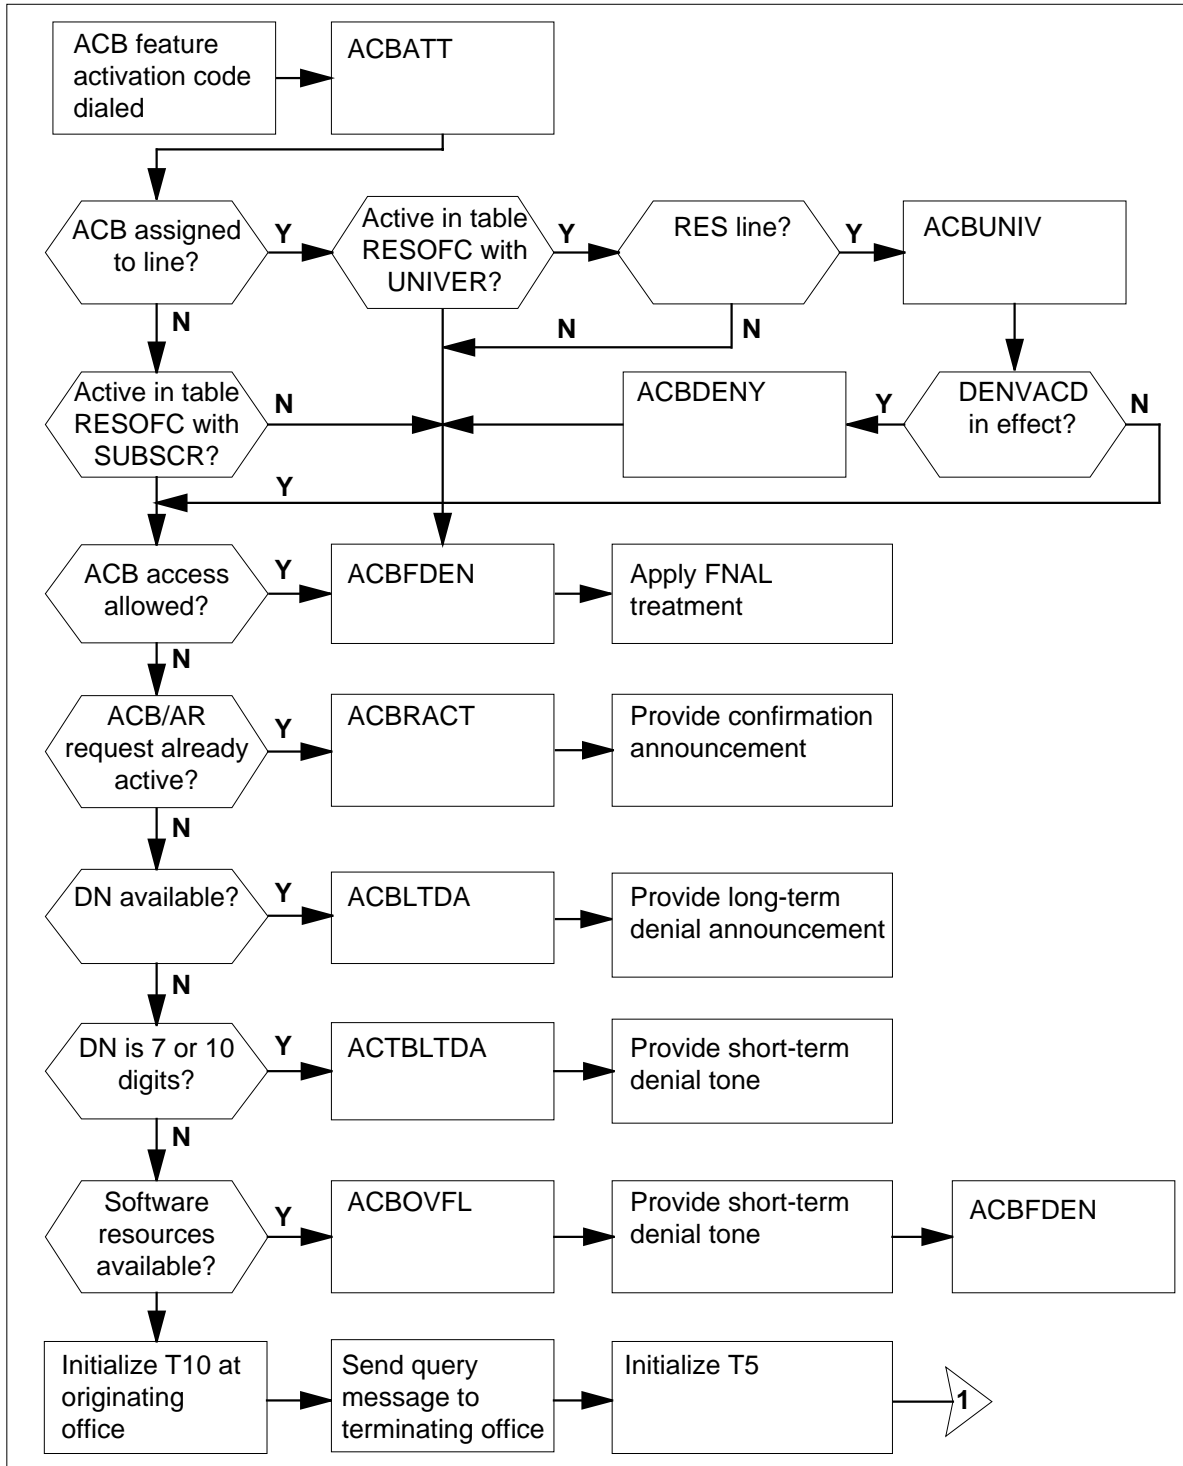 ACB feature
activation code
dialed
ACBATT
ACB assigned
to line?
Y
Active in table
RESOFC with
UNIVER?
Y
RES line?
Y
ACBUNIV
N
N
N
Active in table
RESOFC with
SUBSCR?
N
ACBDENY
Y
DENVACD
in effect?
N
Y
ACB access
allowed?
Y
ACBFDEN
Apply FNAL
treatment
N
ACB/AR
request already
active?
Y
ACBRACT
Provide confirmation
announcement
N
DN available?
Y
ACBLTDA
Provide long-term
denial announcement
N
DN is 7 or 10
digits?
Y
ACTBLTDA
Provide short-term
denial tone
N
Software
resources
available?
Y
ACBOVFL
Provide short-term
denial tone
ACBFDEN
Initialize T10 at
originating
office
Send query
message to
terminating office
Initialize T5
1